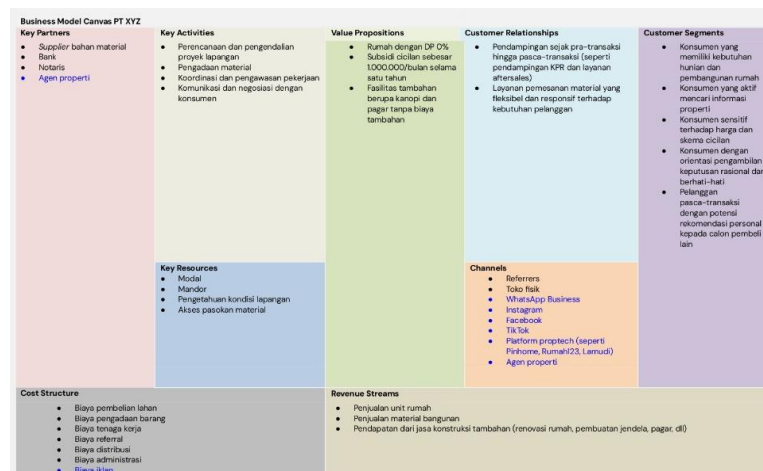 Business Model Canvas PT XYZ
Key Partners
Supplier bahan material
Bank
Notaris
Agen properti
Key Activities
Perencanaan dan pengendalian
proyek lapangan
Pengadaan material
Koordinasi dan pengawasan pekerjaan
Komunikasi dan negosiasi dengan
konsumen
Value Propositions
Rumah dengan DP 0%
Subsidi cicilan sebesar
1.000.000/bulan selama
satu tahun
Fasilitas tambahan
berupa kanopi dan
pagar tanpa biaya
tambahan
Customer Relationships
Pendampingan sejak pra-transaksi
hingga pasca-transaksi (seperti
pendampingan KPR dan layanan
aftersales)
Layanan pemesanan material yang
fleksibel dan responsif terhadap
kebutuhan pelanggan
Customer Segments
Konsumen yang
memiliki kebutuhan
hunian dan
pembangunan rumah
Konsumen yang aktif
mencari informasi
properti
Konsumen sensitif
terhadap harga dan
skema cicilan
Konsumen dengan
orientasi pengambilan
keputusan rasional dan
berhati-hati
Pelanggan
pasca-transaksi
dengan potensi
rekomendasi personal
kepada calon pembeli
lain
Key Resources
Modal
Mandor
Pengetahuan kondisi lapangan
Akses pasokan material
Channels
Referrers
Toko fisik
WhatsApp Business
Instagram
Facebook
TikTok
Platform proptech (seperti
Pinhome, Rumah123, Lamudi)
Agen properti
Cost Structure
Biaya pembelian lahan
Biaya pengadaan barang
Biaya tenaga kerja
Biaya referral
Biaya distribusi
Biaya administrasi
Biaya iklan
Revenue Streams
Penjualan unit rumah
Penjualan material bangunan
Pendapatan dari jasa konstruksi tambahan (renovasi rumah, pembuatan jendela, pagar, dll)